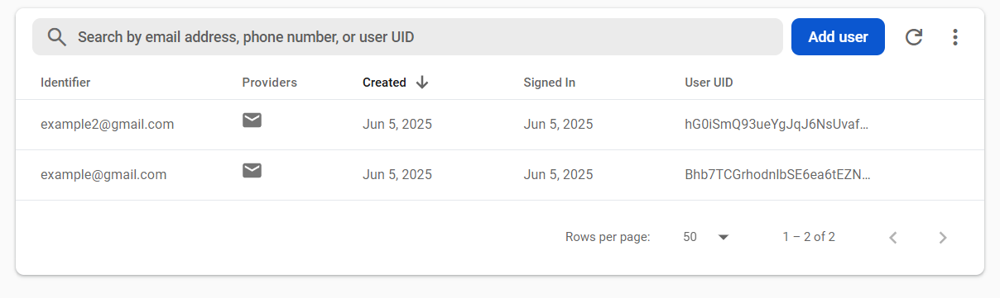 Search by email address, phone number, or user UID Add user
Identifier Providers Created Signed In User UID
example2@gmail.com Jun 5, 2025 Jun 5, 2025 hG0iSmQ93ueYgJqJ6NsUvaf...
example@gmail.com Jun 5, 2025 Jun 5, 2025 Bhb7TCGrhodnlbSE6ea6tEZN...
Rows per page: 50 1 – 2 of 2